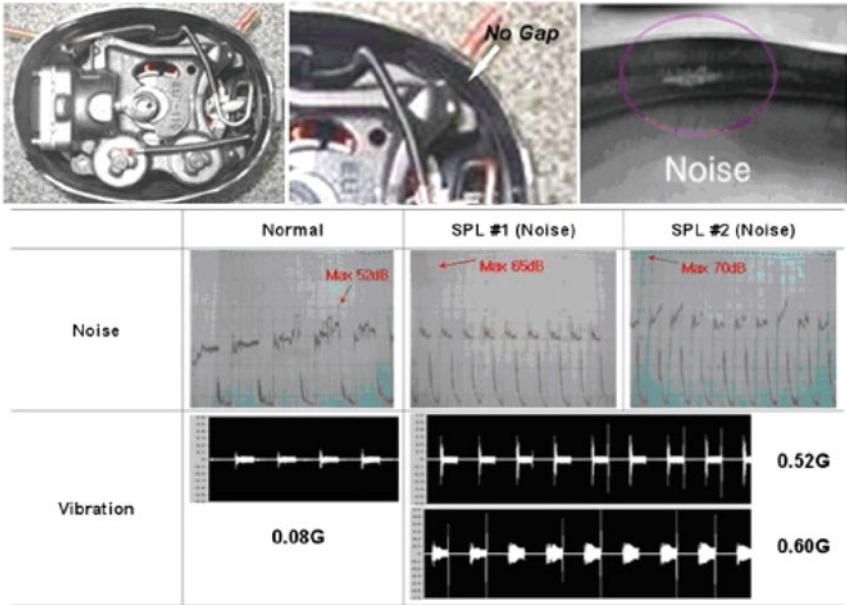 No Gap
Noise
Normal
SPL #1 (Noise)
SPL #2 (Noise)
Noise
Max 52dB
Max 65dB
Max 70dB
Vibration
0.08G
0.52G
0.60G